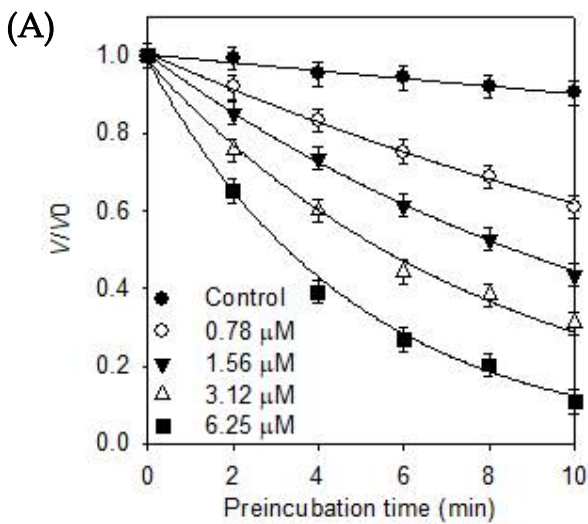 (A)
1.0
0.8
0.6
0.4
0.2
0.0
V/V0
Control
0.78 μM
1.56 μM
3.12 μM
6.25 μM
0 2 4 6 8 10
Preincubation time (min)